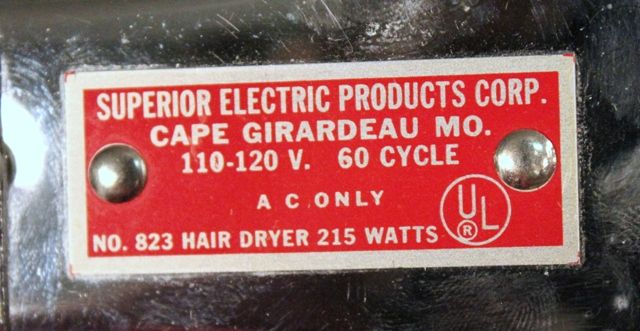 SUPERIOR ELECTRIC PRODUCTS CORP.
CAPE GIRARDEAU MO.
110-120 V. 60 CYCLE
A C ONLY
UL
®
NO. 823 HAIR DRYER 215 WATTS